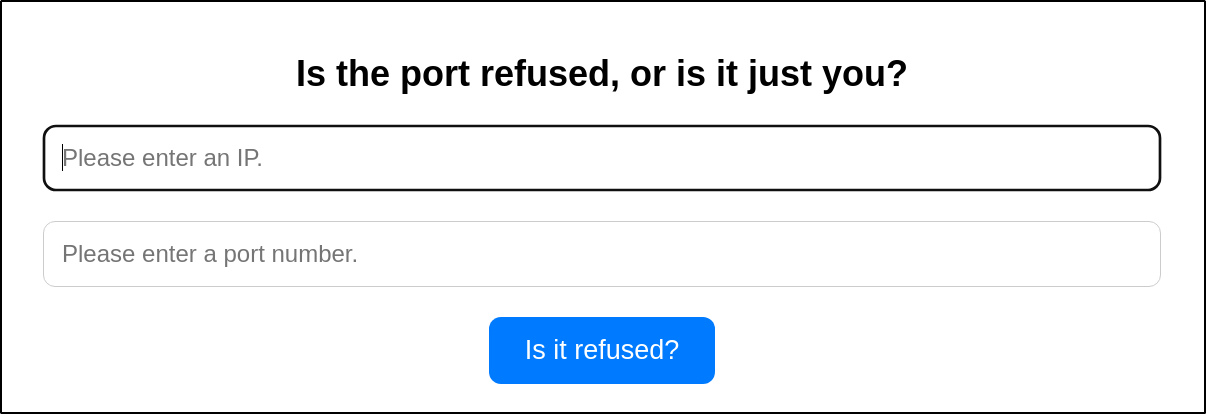 Is the port refused, or is it just you?
Please enter an IP.
Please enter a port number.
Is it refused?